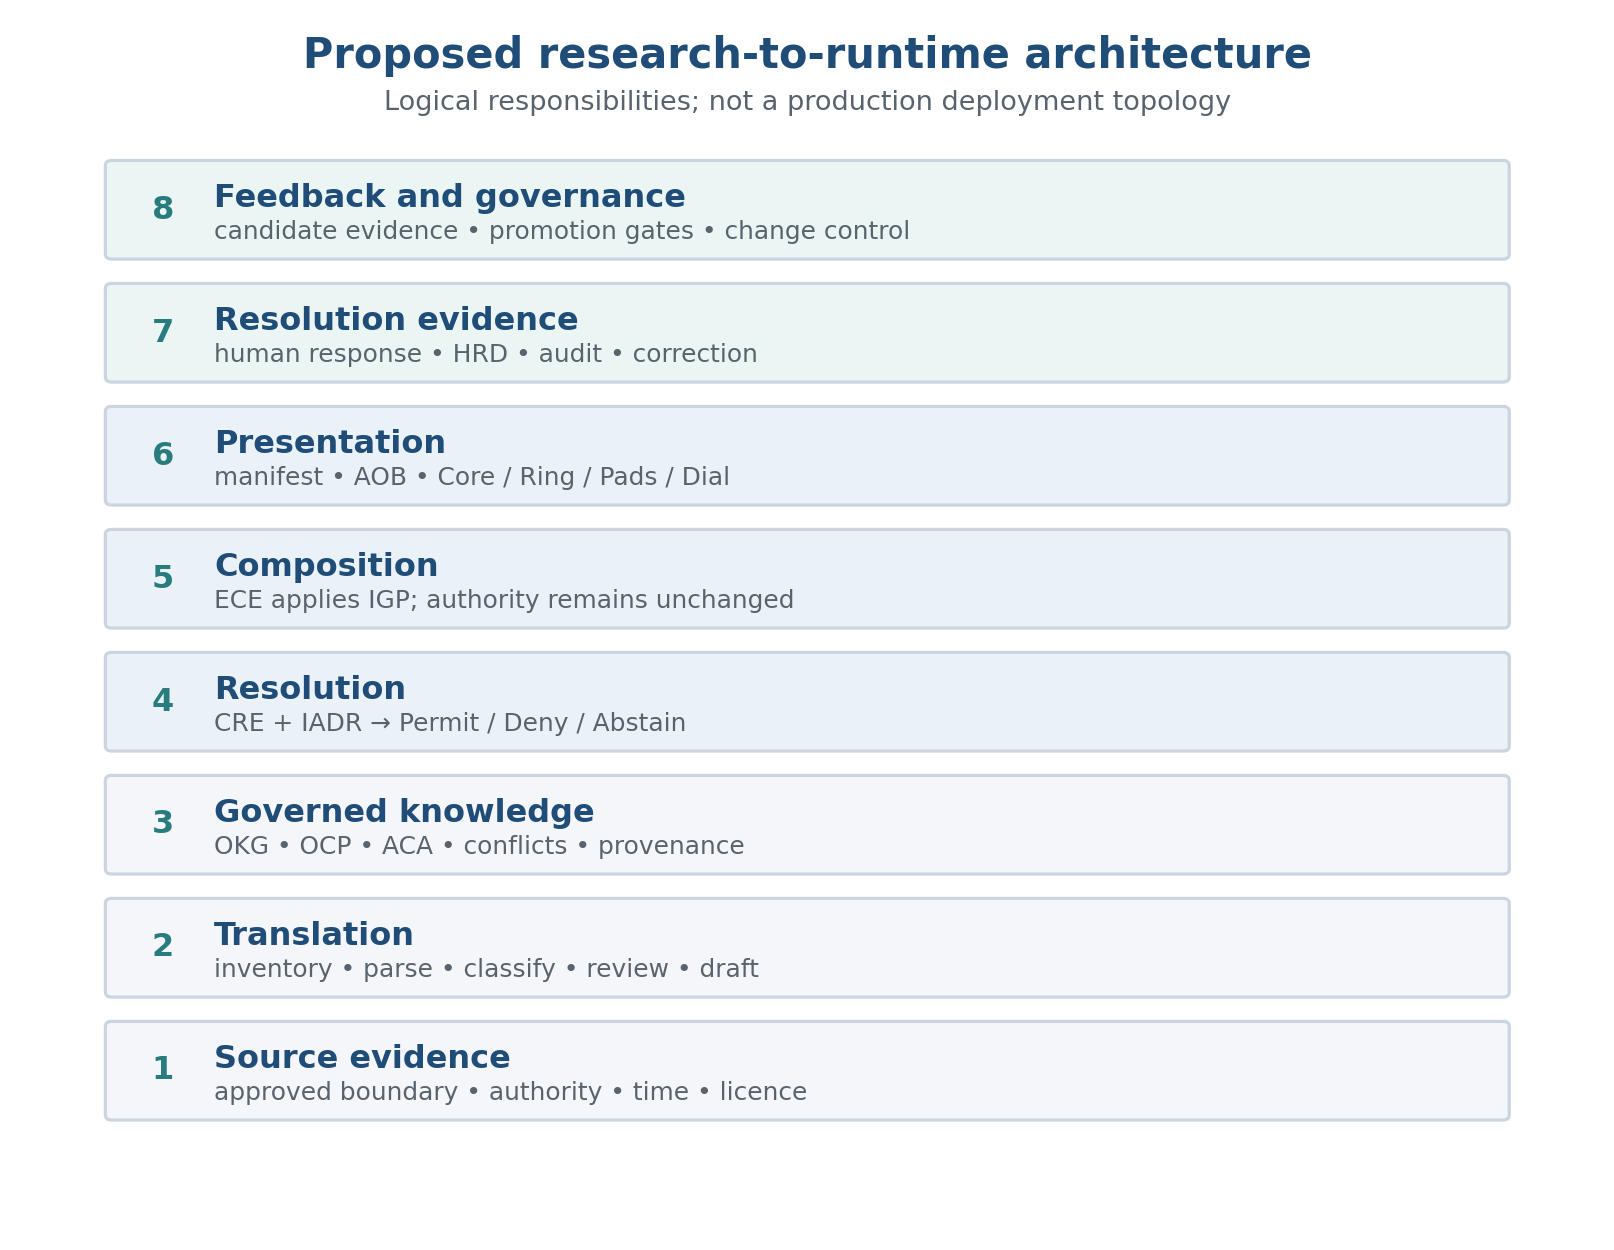 Proposed research-to-runtime architecture
Logical responsibilities; not a production deployment topology
8
Feedback and governance
candidate evidence • promotion gates • change control
7
Resolution evidence
human response • HRD • audit • correction
6
Presentation
manifest • AOB • Core / Ring / Pads / Dial
5
Composition
ECE applies IGP; authority remains unchanged
4
Resolution
CRE + IADR → Permit / Deny / Abstain
3
Governed knowledge
OKG • OCP • ACA • conflicts • provenance
2
Translation
inventory • parse • classify • review • draft
1
Source evidence
approved boundary • authority • time • licence